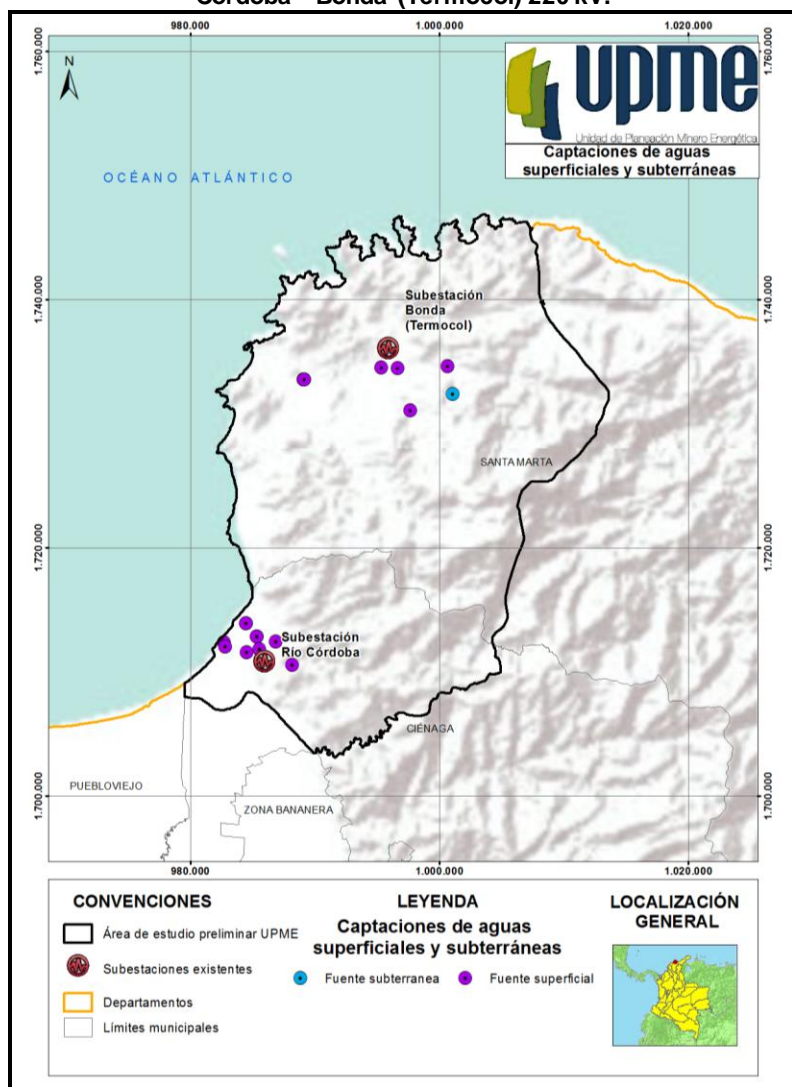 Córdoba – Bonda (Termocol) 220 kV.
980.000 1.000.000 1.020.000
1.760.000 1.760.000
N
upme
Unidad de Planeación Minero Energética
Captaciones de aguas
superficiales y subterráneas
OCÉANO ATLÁNTICO
1.740.000 1.740.000
Subestación
Bonda
(Termocol)
SANTA MARTA
1.720.000 1.720.000
Subestación
Río Córdoba
CIÉNAGA
PUEBLOVIEJO
ZONA BANANERA
1.700.000 1.700.000
980.000 1.000.000 1.020.000
CONVENCIONES
Área de estudio preliminar UPME
Subestaciones existentes
Departamentos
Límites municipales
LEYENDA
Captaciones de aguas
superficiales y subterráneas
Fuente subterranea Fuente superficial
LOCALIZACIÓN
GENERAL